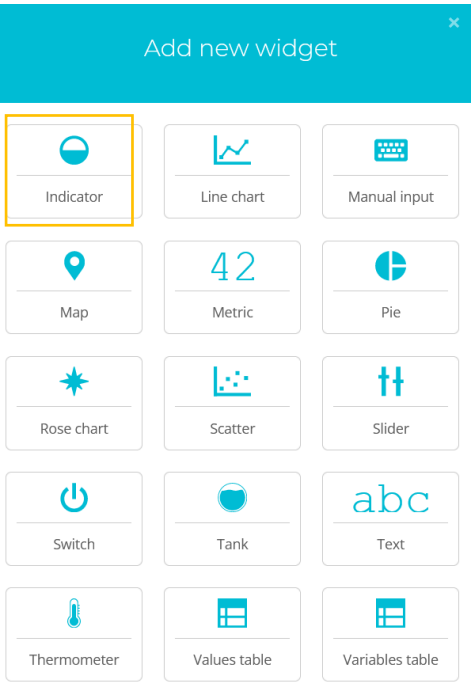 ×
Add new widget
Indicator
Line chart
Manual input
42
Map
Metric
Pie
Rose chart
Scatter
Slider
abc
Switch
Tank
Text
Thermometer
Values table
Variables table